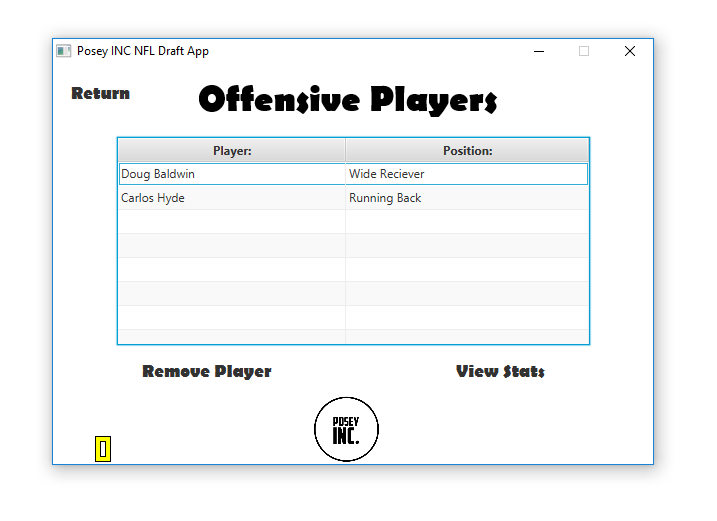 Posey INC NFL Draft App
Return
Offensive Players
Player: Position:
Doug Baldwin Wide Reciever
Carlos Hyde Running Back
Remove Player View Stats
POSEY
INC.